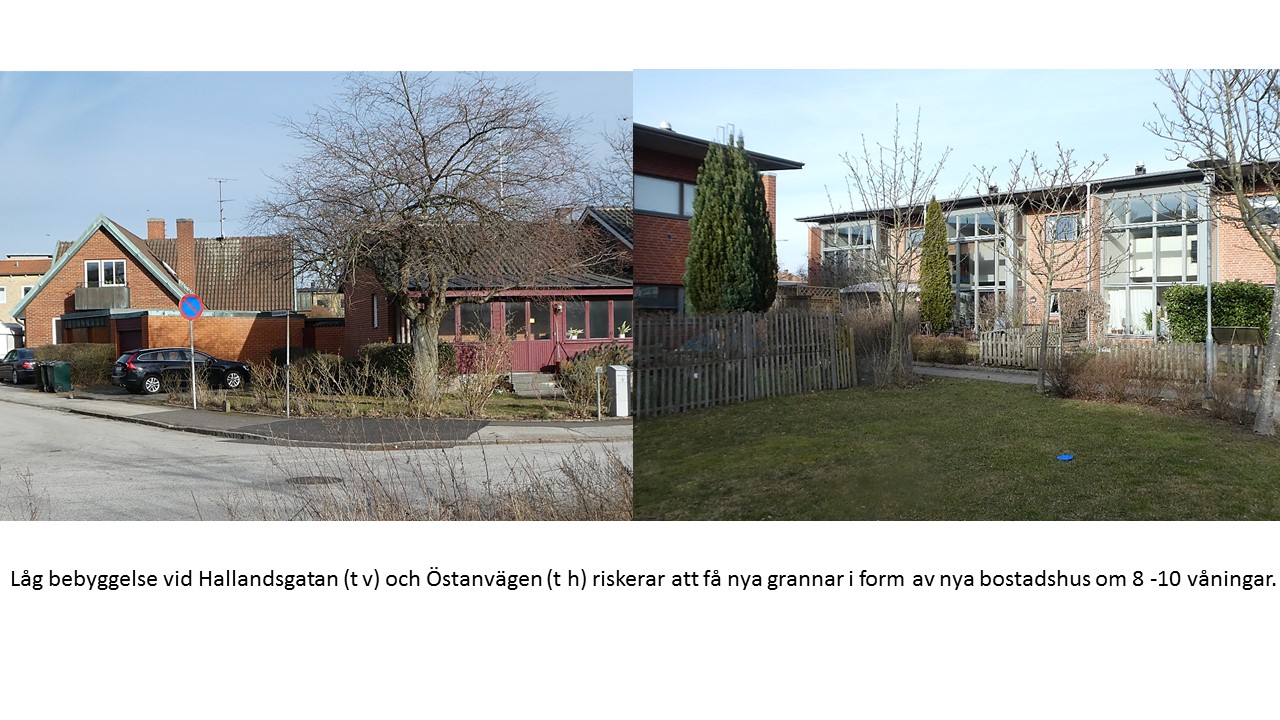 Låg bebyggelse vid Hallandsgatan (t v) och Östanvägen (t h) riskerar att få nya grannar i form av nya bostadshus om 8 -10 våningar.